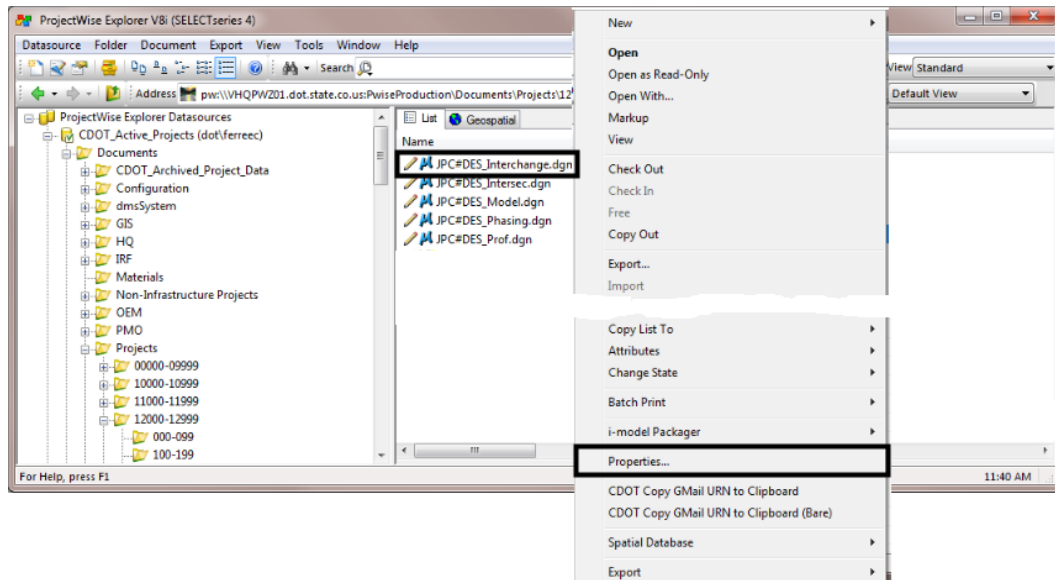 ProjectWise Explorer V8i (SELECTseries 4)
Datasource Folder Document Export View Tools Window Help
Search
View Standard
Address pw:\\VHQPWZ01.dot.state.co.us:PwiseProduction\Documents\Projects\12
Default View
ProjectWise Explorer Datasources
CDOT_Active_Projects (dot\ferreec)
Documents
CDOT_Archived_Project_Data
Configuration
dmsSystem
GIS
HQ
IRF
Materials
Non-Infrastructure Projects
OEM
PMO
Projects
00000-09999
10000-10999
11000-11999
12000-12999
000-099
100-199
List Geospatial
Name
JPC#DES_Interchange.dgn
JPC#DES_Intersec.dgn
JPC#DES_Model.dgn
JPC#DES_Phasing.dgn
JPC#DES_Prof.dgn
New
Open
Open as Read-Only
Open With...
Markup
View
Check Out
Check In
Free
Copy Out
Export...
Import
Copy List To
Attributes
Change State
Batch Print
i-model Packager
Properties...
CDOT Copy GMail URN to Clipboard
CDOT Copy GMail URN to Clipboard (Bare)
Spatial Database
Export
For Help, press F1
11:40 AM